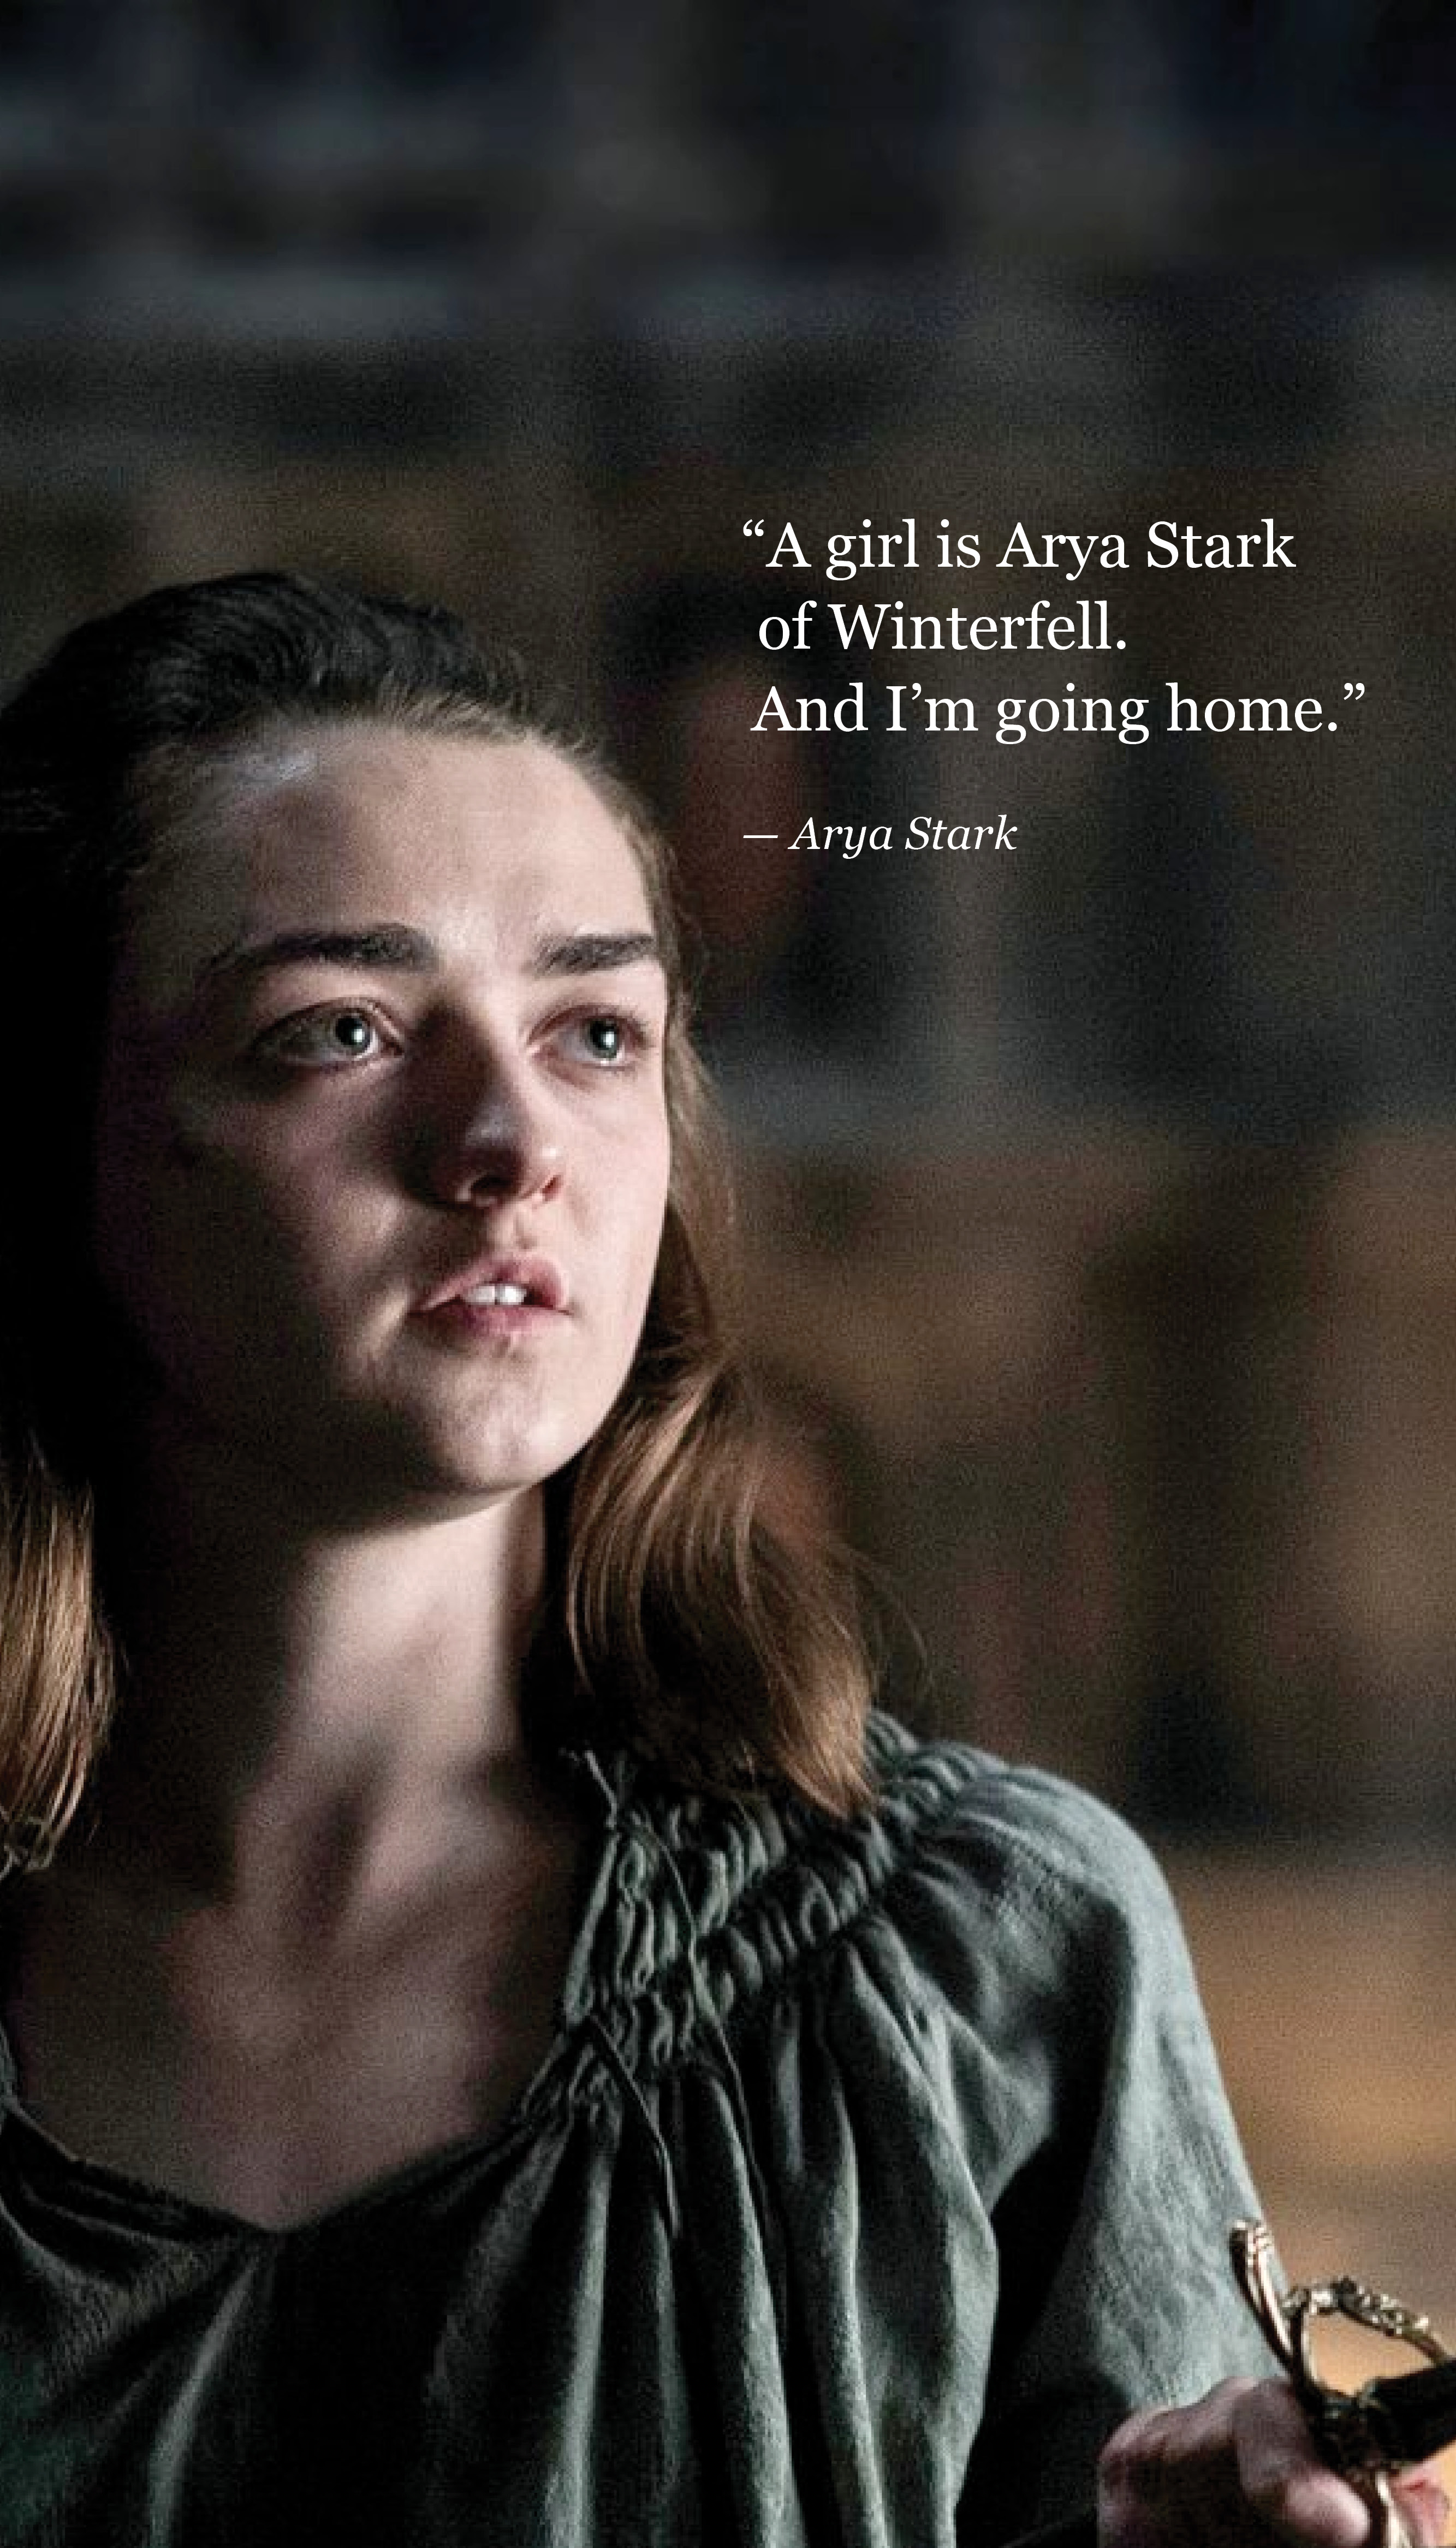 “A girl is Arya Stark
of Winterfell.
And I’m going home.”
— Arya Stark